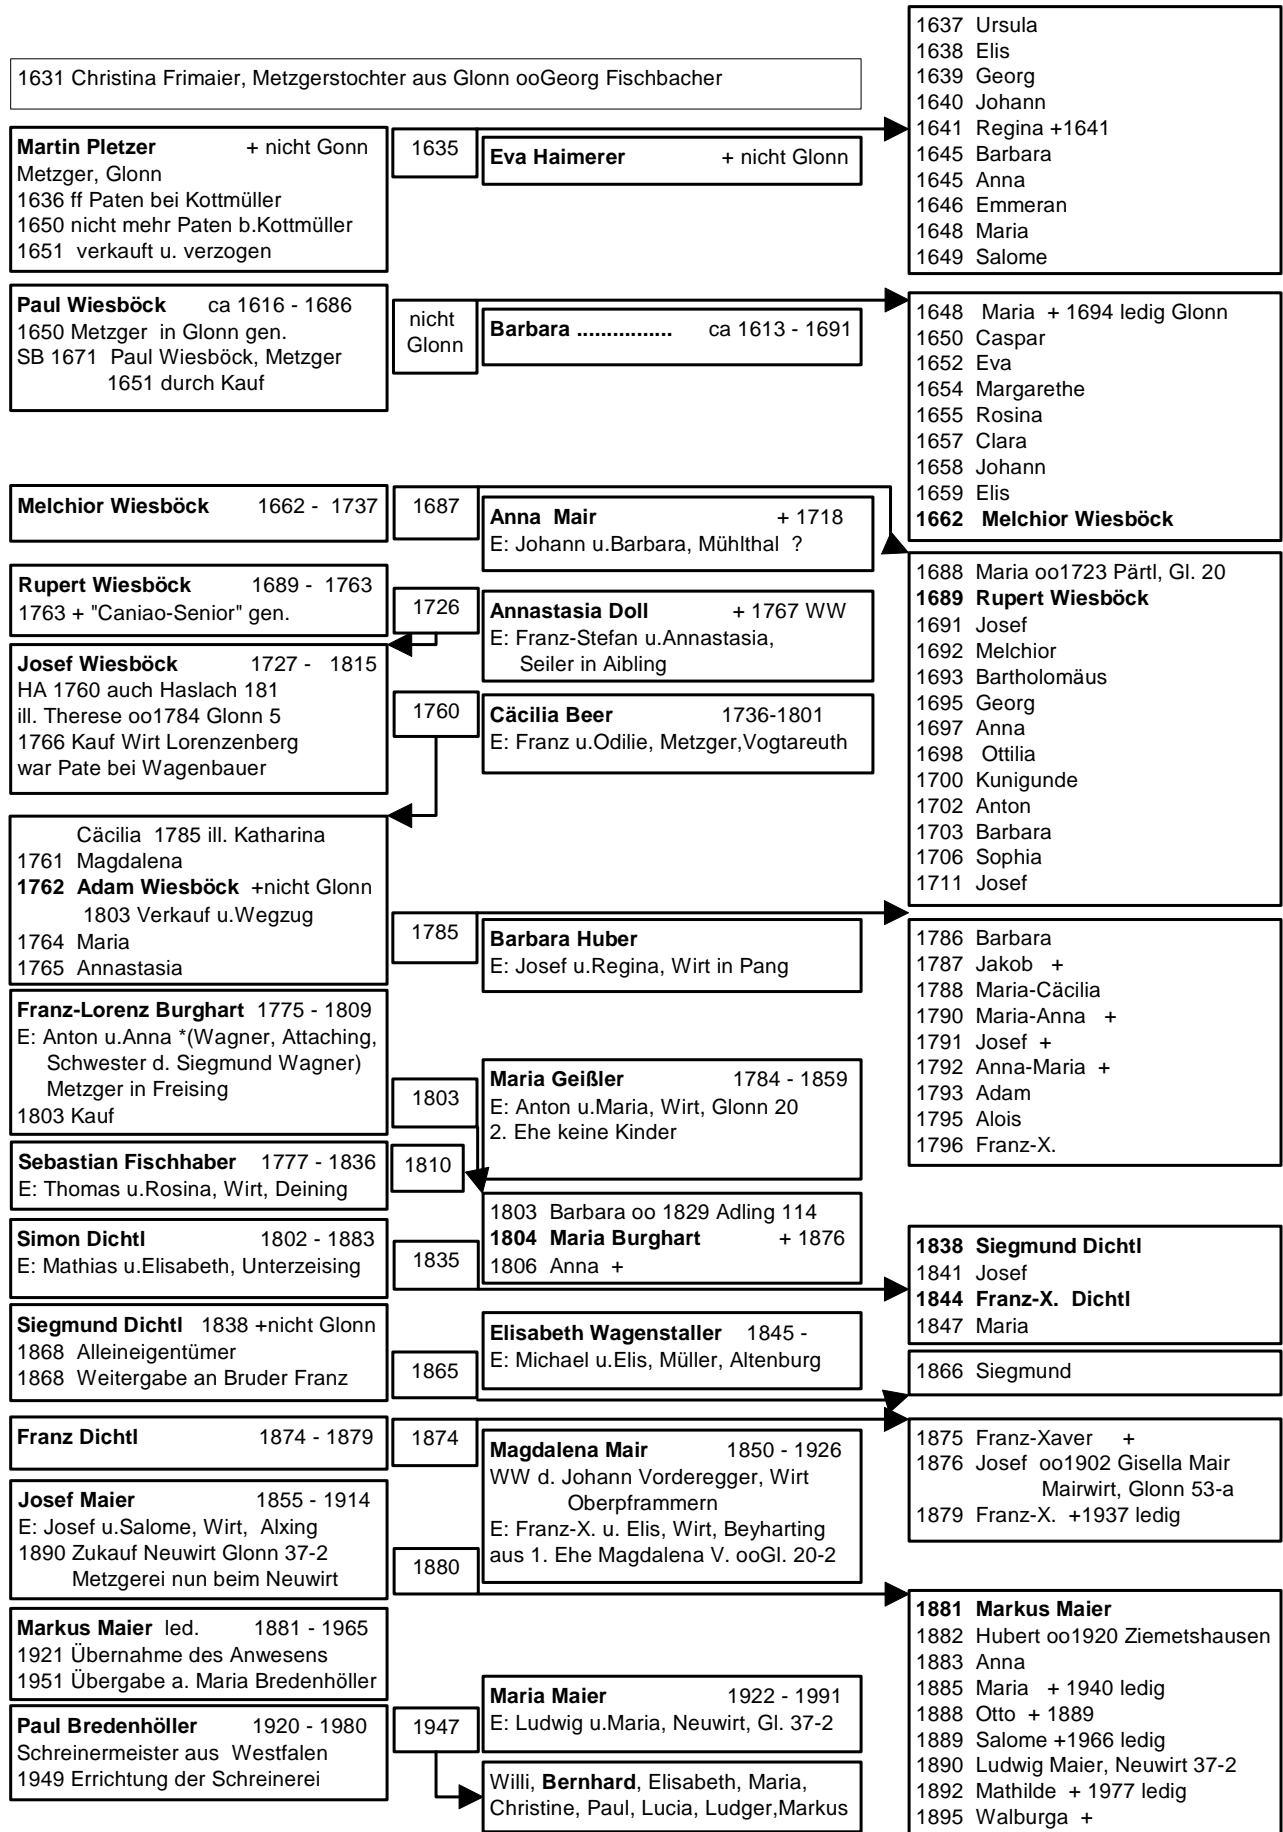 1631 Christina Frimaier, Metzgerstochter aus Glonn ooGeorg Fischbacher
Martin Pletzer + nicht Gonn
Metzger, Glonn
1636 ff Paten bei Kottmüller
1650 nicht mehr Paten b.Kottmüller
1651 verkauft u. verzogen
1635
Eva Haimerer + nicht Glonn
1637 Ursula
1638 Elis
1639 Georg
1640 Johann
1641 Regina +1641
1645 Barbara
1645 Anna
1646 Emmeran
1648 Maria
1649 Salome
Paul Wiesböck ca 1616 - 1686
1650 Metzger in Glonn gen.
SB 1671 Paul Wiesböck, Metzger
1651 durch Kauf
nicht
Glonn
Barbara ................ ca 1613 - 1691
1648 Maria + 1694 ledig Glonn
1650 Caspar
1652 Eva
1654 Margarethe
1655 Rosina
1657 Clara
1658 Johann
1659 Elis
1662 Melchior Wiesböck
Melchior Wiesböck 1662 - 1737
1687
Anna Mair + 1718
E: Johann u.Barbara, Mühlthal ?
1688 Maria oo1723 Pärtl, Gl. 20
1689 Rupert Wiesböck
1691 Josef
1692 Melchior
1693 Bartholomäus
1695 Georg
1697 Anna
1698 Ottilia
1700 Kunigunde
1702 Anton
1703 Barbara
1706 Sophia
1711 Josef
Rupert Wiesböck 1689 - 1763
1763 + "Caniao-Senior" gen.
1726
Annastasia Doll + 1767 WW
E: Franz-Stefan u.Annastasia,
Seiler in Aibling
Josef Wiesböck 1727 - 1815
HA 1760 auch Haslach 181
ill. Therese oo1784 Glonn 5
1766 Kauf Wirt Lorenzenberg
war Pate bei Wagenbauer
1760
Cäcilia Beer 1736-1801
E: Franz u.Odilie, Metzger,Vogtareuth
Cäcilia 1785 ill. Katharina
1761 Magdalena
1762 Adam Wiesböck +nicht Glonn
1803 Verkauf u.Wegzug
1764 Maria
1765 Annastasia
1785
Barbara Huber
E: Josef u.Regina, Wirt in Pang
1786 Barbara
1787 Jakob +
1788 Maria-Cäcilia
1790 Maria-Anna +
1791 Josef +
1792 Anna-Maria +
1793 Adam
1795 Alois
1796 Franz-X.
Franz-Lorenz Burghart 1775 - 1809
E: Anton u.Anna *(Wagner, Attaching,
Schwester d. Siegmund Wagner)
Metzger in Freising
1803 Kauf
1803
Maria Geißler 1784 - 1859
E: Anton u.Maria, Wirt, Glonn 20
2. Ehe keine Kinder
Sebastian Fischhaber 1777 - 1836
E: Thomas u.Rosina, Wirt, Deining
1810
1803 Barbara oo 1829 Adling 114
1804 Maria Burghart + 1876
1806 Anna +
Simon Dichtl 1802 - 1883
E: Mathias u.Elisabeth, Unterzeising
1835
1838 Siegmund Dichtl
1841 Josef
1844 Franz-X. Dichtl
1847 Maria
Siegmund Dichtl 1838 +nicht Glonn
1868 Alleineigentümer
1868 Weitergabe an Bruder Franz
1865
Elisabeth Wagenstaller 1845 -
E: Michael u.Elis, Müller, Altenburg
1866 Siegmund
Franz Dichtl 1874 - 1879
1874
Magdalena Mair 1850 - 1926
WW d. Johann Vorderegger, Wirt
Oberpframmern
E: Franz-X. u. Elis, Wirt, Beyharting
aus 1. Ehe Magdalena V. ooGl. 20-2
1875 Franz-Xaver +
1876 Josef oo1902 Gisella Mair
Mairwirt, Glonn 53-a
1879 Franz-X. +1937 ledig
Josef Maier 1855 - 1914
E: Josef u.Salome, Wirt, Alxing
1890 Zukauf Neuwirt Glonn 37-2
Metzgerei nun beim Neuwirt
1880
1881 Markus Maier
1882 Hubert oo1920 Ziemetshausen
1883 Anna
1885 Maria + 1940 ledig
1888 Otto + 1889
1889 Salome +1966 ledig
1890 Ludwig Maier, Neuwirt 37-2
1892 Mathilde + 1977 ledig
1895 Walburga +
Markus Maier led. 1881 - 1965
1921 Übernahme des Anwesens
1951 Übergabe a. Maria Bredenhöller
Paul Bredenhöller 1920 - 1980
Schreinermeister aus Westfalen
1949 Errichtung der Schreinerei
1947
Maria Maier 1922 - 1991
E: Ludwig u.Maria, Neuwirt, Gl. 37-2
Willi, Bernhard, Elisabeth, Maria,
Christine, Paul, Lucia, Ludger,Markus